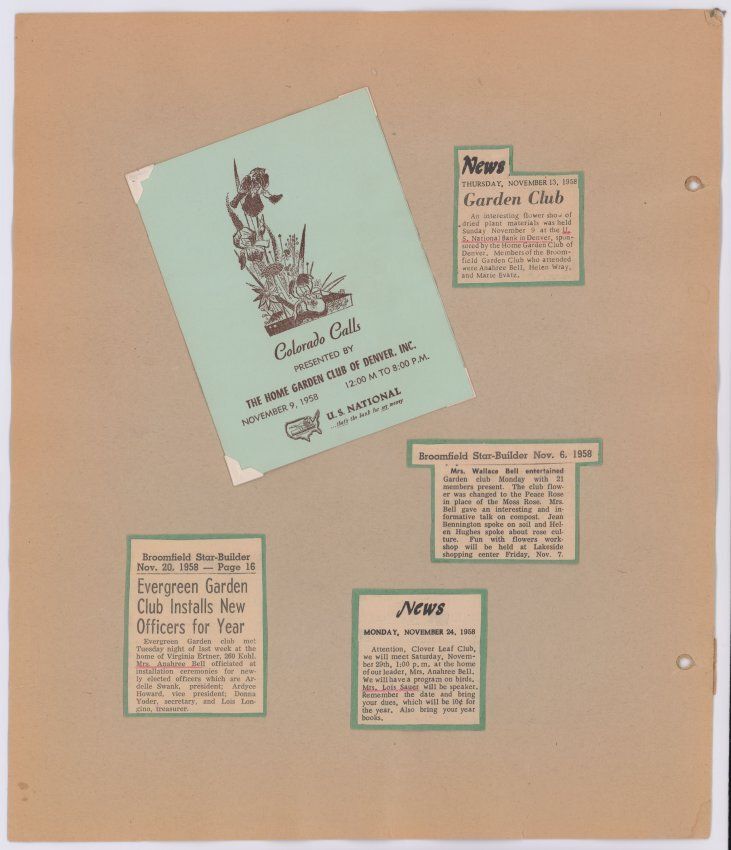 Colorado Calls
PRESENTED BY
THE HOME GARDEN CLUB OF DENVER, INC.
NOVEMBER 9, 1958 12:00 M TO 8:00 P.M.
U. S. NATIONAL
...that's the bank for my money
News
THURSDAY, NOVEMBER 13, 1958
Garden Club
An interesting flower show of
dried plant materials was held
Sunday November 9 at the U.
S. National Bank in Denver, spon-
sored by the Home Garden Club of
Denver. Members of the Broom-
field Garden Club who attended
were Anahree Bell, Helen Wray,
and Marie Evatz.
Broomfield Star-Builder Nov. 6, 1958
Mrs. Wallace Bell entertained
Garden club Monday with 21
members present. The club flow-
er was changed to the Peace Rose
in place of the Moss Rose. Mrs.
Bell gave an interesting and in-
formative talk on compost. Jean
Bennington spoke on soil and Hel-
en Hughes spoke about rose cul-
ture. Fun with flowers work-
shop will be held at Lakeside
shopping center Friday, Nov. 7.
Broomfield Star-Builder
Nov. 20, 1958 — Page 16
Evergreen Garden
Club Installs New
Officers for Year
Evergreen Garden club met
Tuesday night of last week at the
home of Virginia Ertner, 260 Kohl.
Mrs. Anahree Bell officiated at
installation ceremonies for new-
ly elected officers which are Ar-
delle Swank, president; Ardyce
Howard, vice president; Donna
Yoder, secretary, and Lois Lon-
gino, treasurer.
News
MONDAY, NOVEMBER 24, 1958
Attention, Clover Leaf Club,
we will meet Saturday, Novem-
ber 29th, 1:00 p.m. at the home
of our leader, Mrs. Anahree Bell.
We will have a program on birds.
Mrs. Lois Sauer will be speaker.
Remember the date and bring
your dues, which will be 10¢ for
the year. Also bring your year
books.